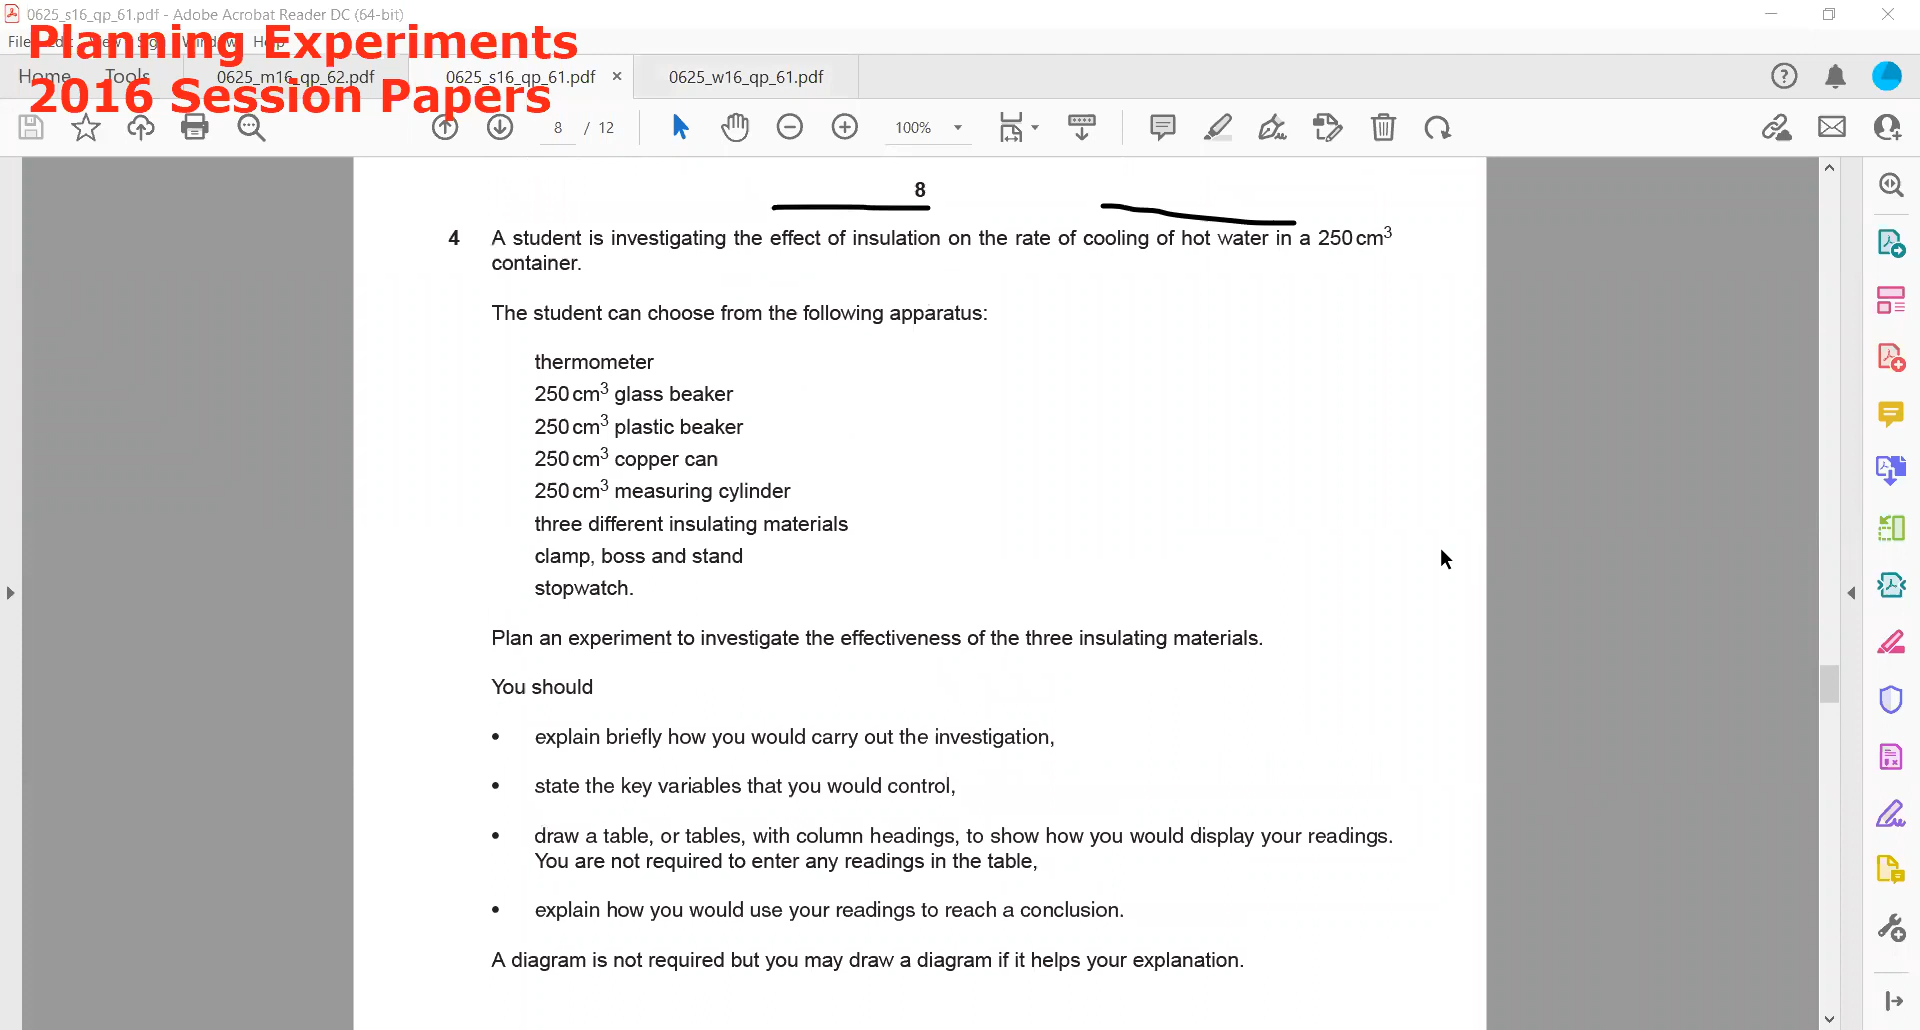 0625_s16_qp_61.pdf - Adobe Acrobat Reader DC (64-bit)
Planning Experiments
2016 Session Papers
File Edit View Sign Window Help
Home Tools 0625_m16_qp_62.pdf 0625_s16_qp_61.pdf × 0625_w16_qp_61.pdf
8 / 12 100%
8
4 A student is investigating the effect of insulation on the rate of cooling of hot water in a 250 cm³
container.
The student can choose from the following apparatus:
thermometer
250 cm³ glass beaker
250 cm³ plastic beaker
250 cm³ copper can
250 cm³ measuring cylinder
three different insulating materials
clamp, boss and stand
stopwatch.
Plan an experiment to investigate the effectiveness of the three insulating materials.
You should
• explain briefly how you would carry out the investigation,
• state the key variables that you would control,
• draw a table, or tables, with column headings, to show how you would display your readings.
You are not required to enter any readings in the table,
• explain how you would use your readings to reach a conclusion.
A diagram is not required but you may draw a diagram if it helps your explanation.